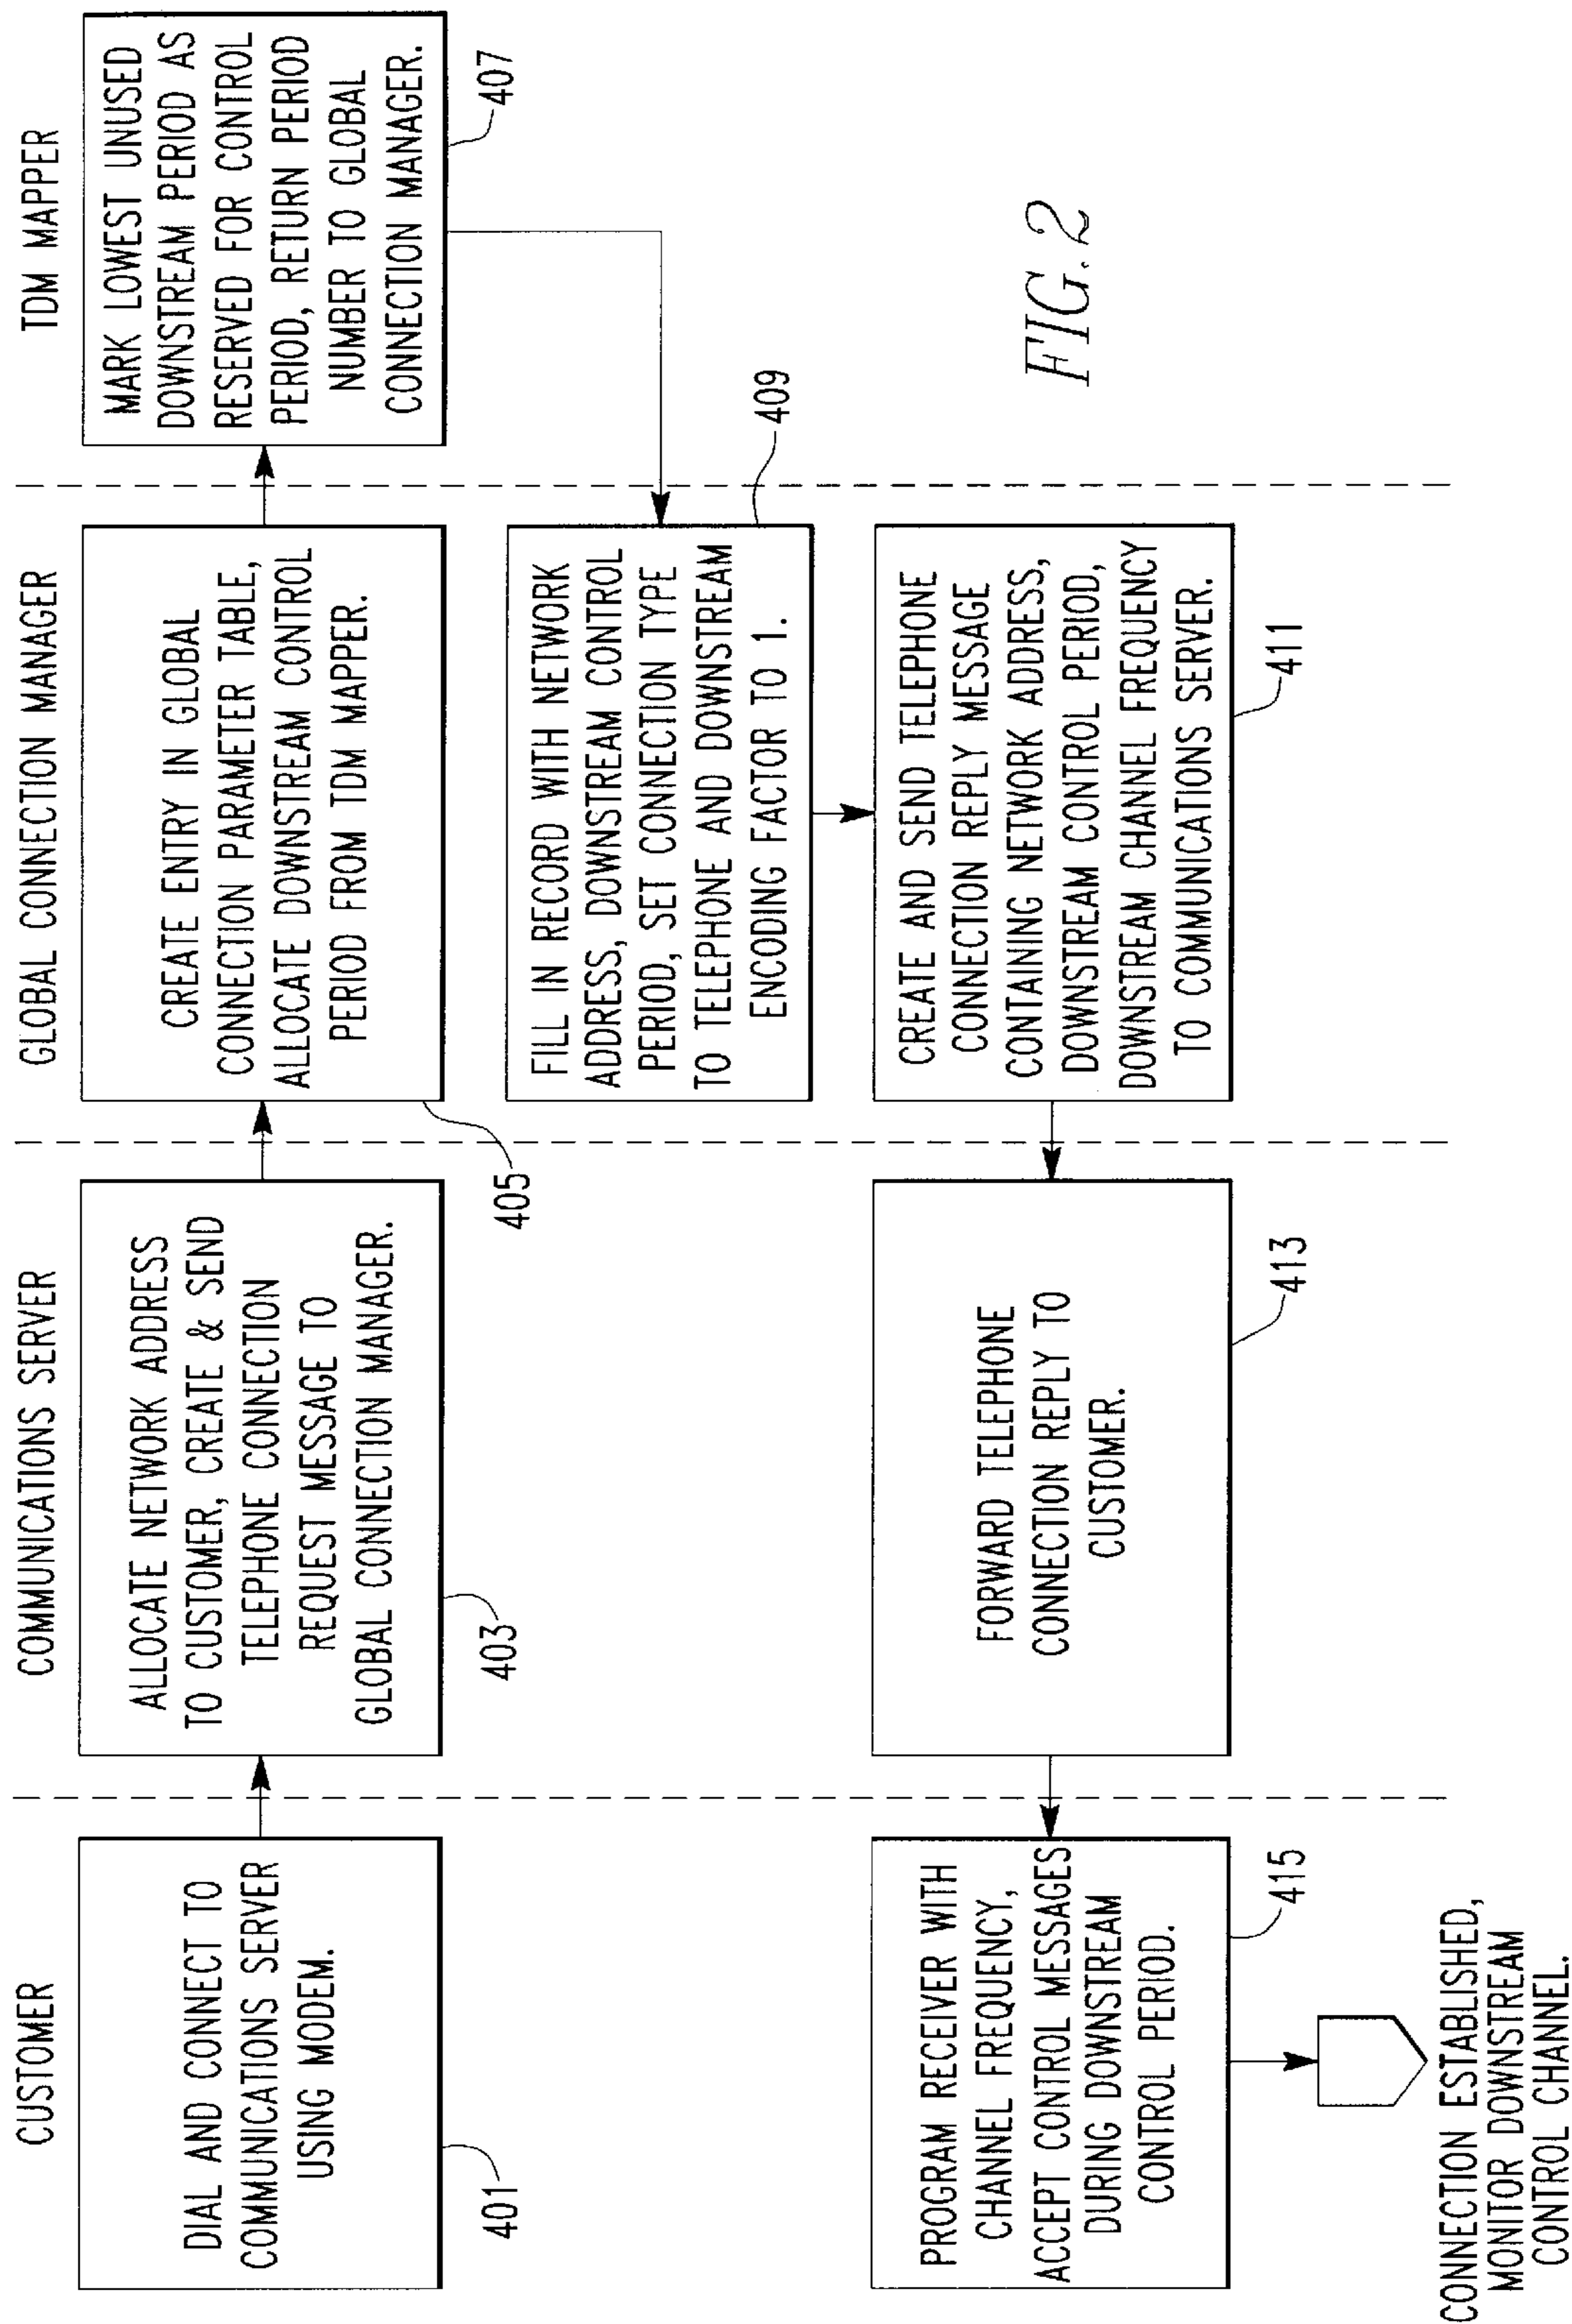 CUSTOMER
COMMUNICATIONS SERVER
GLOBAL CONNECTION MANAGER
TDM MAPPER
DIAL AND CONNECT TO
COMMUNICATIONS SERVER
USING MODEM.
401
ALLOCATE NETWORK ADDRESS
TO CUSTOMER, CREATE & SEND
TELEPHONE CONNECTION
REQUEST MESSAGE TO
GLOBAL CONNECTION MANAGER.
403
CREATE ENTRY IN GLOBAL
CONNECTION PARAMETER TABLE,
ALLOCATE DOWNSTREAM CONTROL
PERIOD FROM TDM MAPPER.
405
MARK LOWEST UNUSED
DOWNSTREAM PERIOD AS
RESERVED FOR CONTROL
PERIOD, RETURN PERIOD
NUMBER TO GLOBAL
CONNECTION MANAGER.
407
FILL IN RECORD WITH NETWORK
ADDRESS, DOWNSTREAM CONTROL
PERIOD, SET CONNECTION TYPE
TO TELEPHONE AND DOWNSTREAM
ENCODING FACTOR TO 1.
409
CREATE AND SEND TELEPHONE
CONNECTION REPLY MESSAGE
CONTAINING NETWORK ADDRESS,
DOWNSTREAM CONTROL PERIOD,
DOWNSTREAM CHANNEL FREQUENCY
TO COMMUNICATIONS SERVER.
411
FORWARD TELEPHONE
CONNECTION REPLY TO
CUSTOMER.
413
PROGRAM RECEIVER WITH
CHANNEL FREQUENCY,
ACCEPT CONTROL MESSAGES
DURING DOWNSTREAM
CONTROL PERIOD.
415
CONNECTION ESTABLISHED,
MONITOR DOWNSTREAM
CONTROL CHANNEL.
FIG. 2